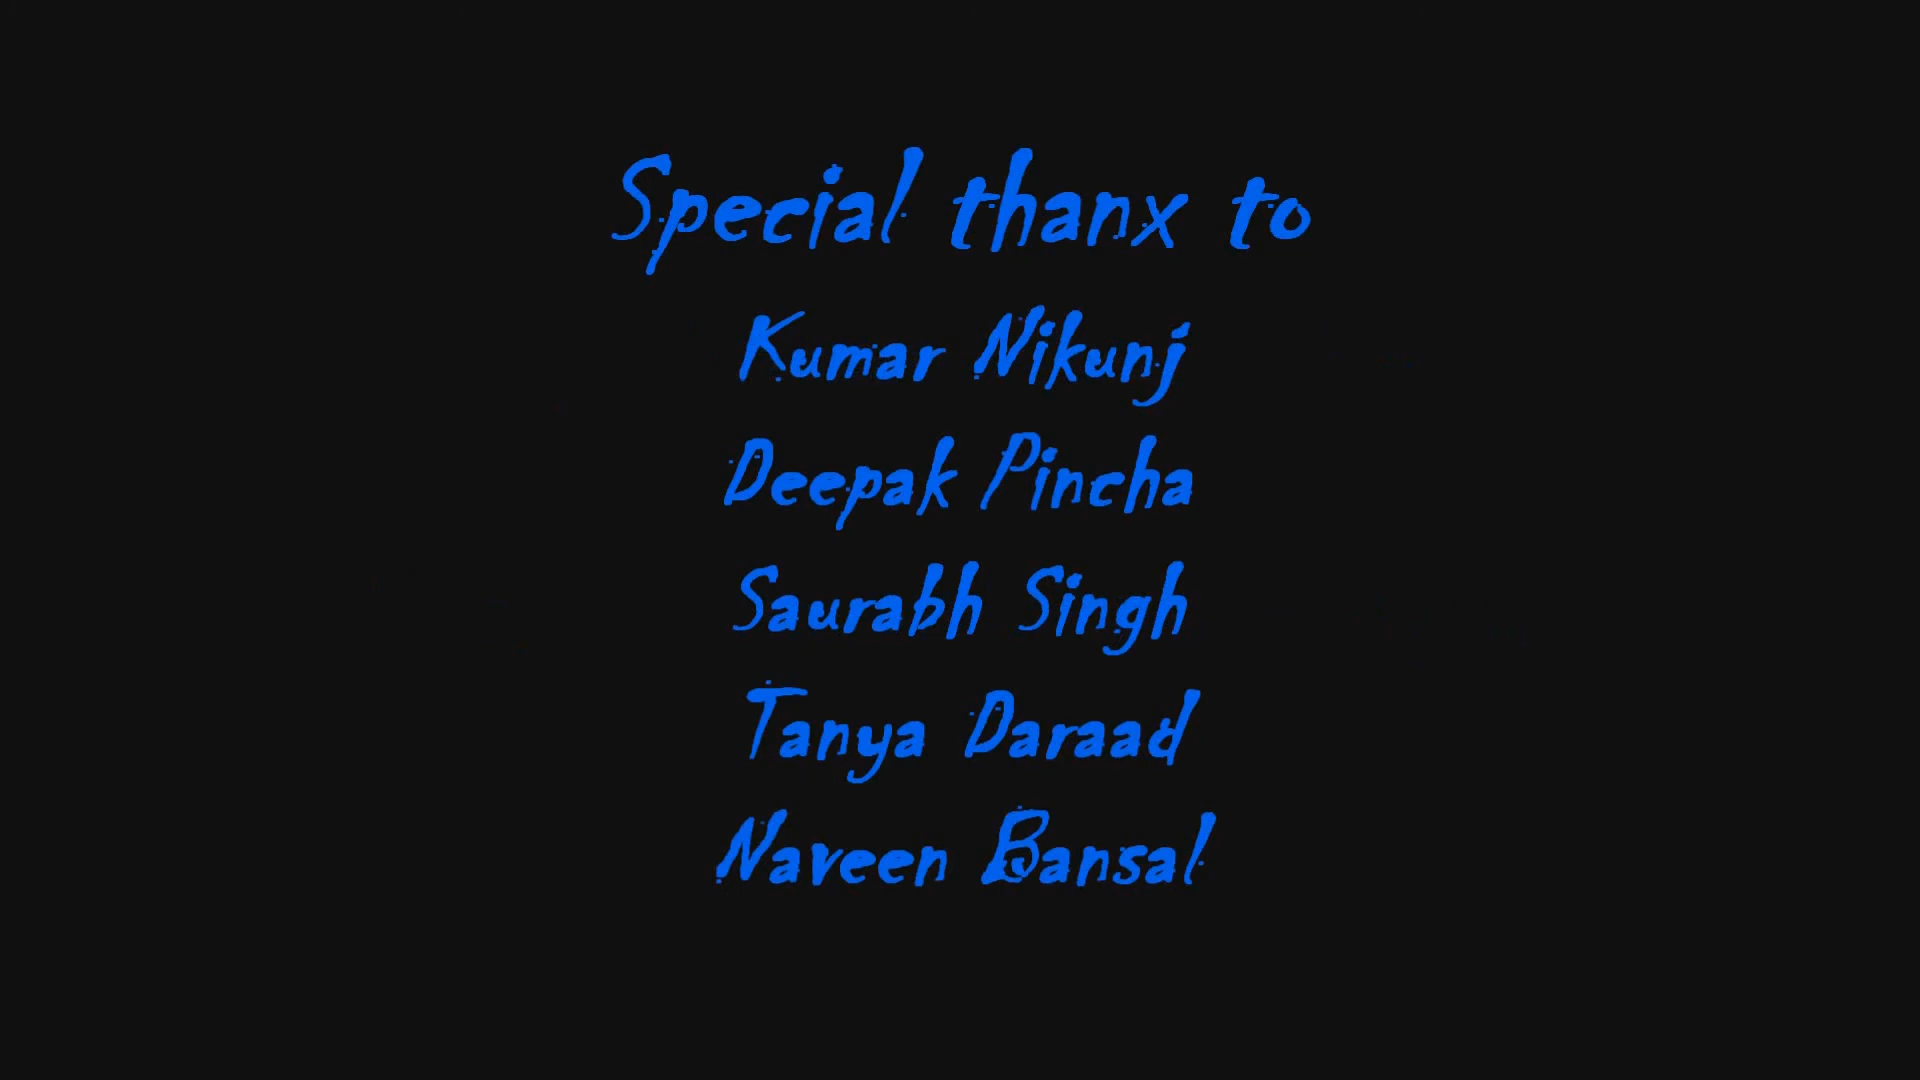 Special thanx to
Kumar Nikunj
Deepak Pincha
Saurabh Singh
Tanya Daraad
Naveen Bansal